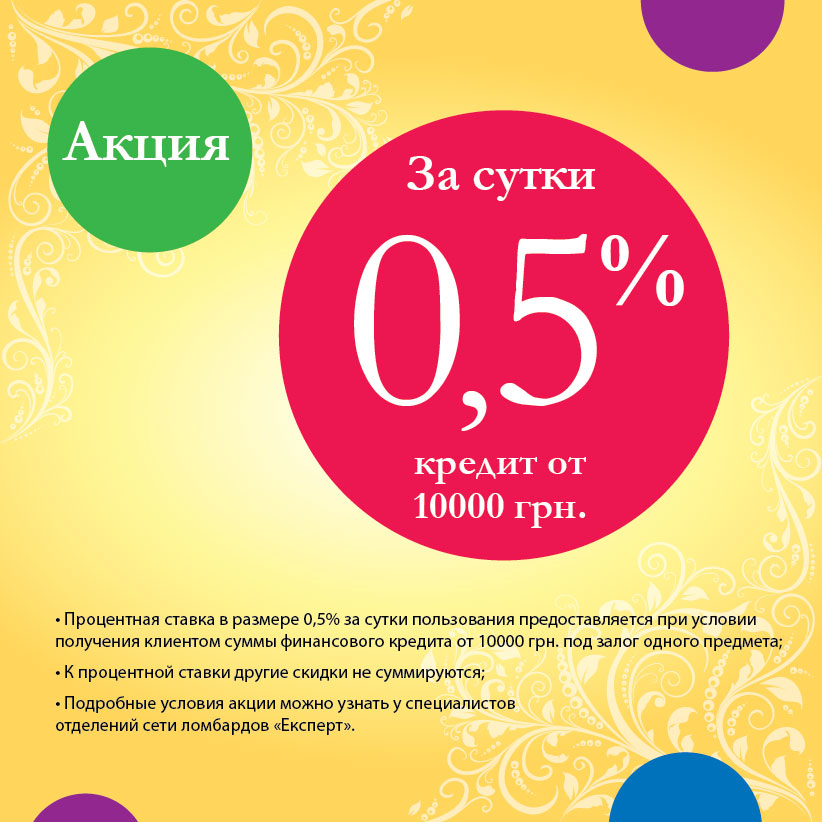 Акция
За сутки
0,5%
кредит от
10000 грн.
• Процентная ставка в размере 0,5% за сутки пользования предоставляется при условии
получения клиентом суммы финансового кредита от 10000 грн. под залог одного предмета;
• К процентной ставки другие скидки не суммируются;
• Подробные условия акции можно узнать у специалистов
отделений сети ломбардов «Експерт».